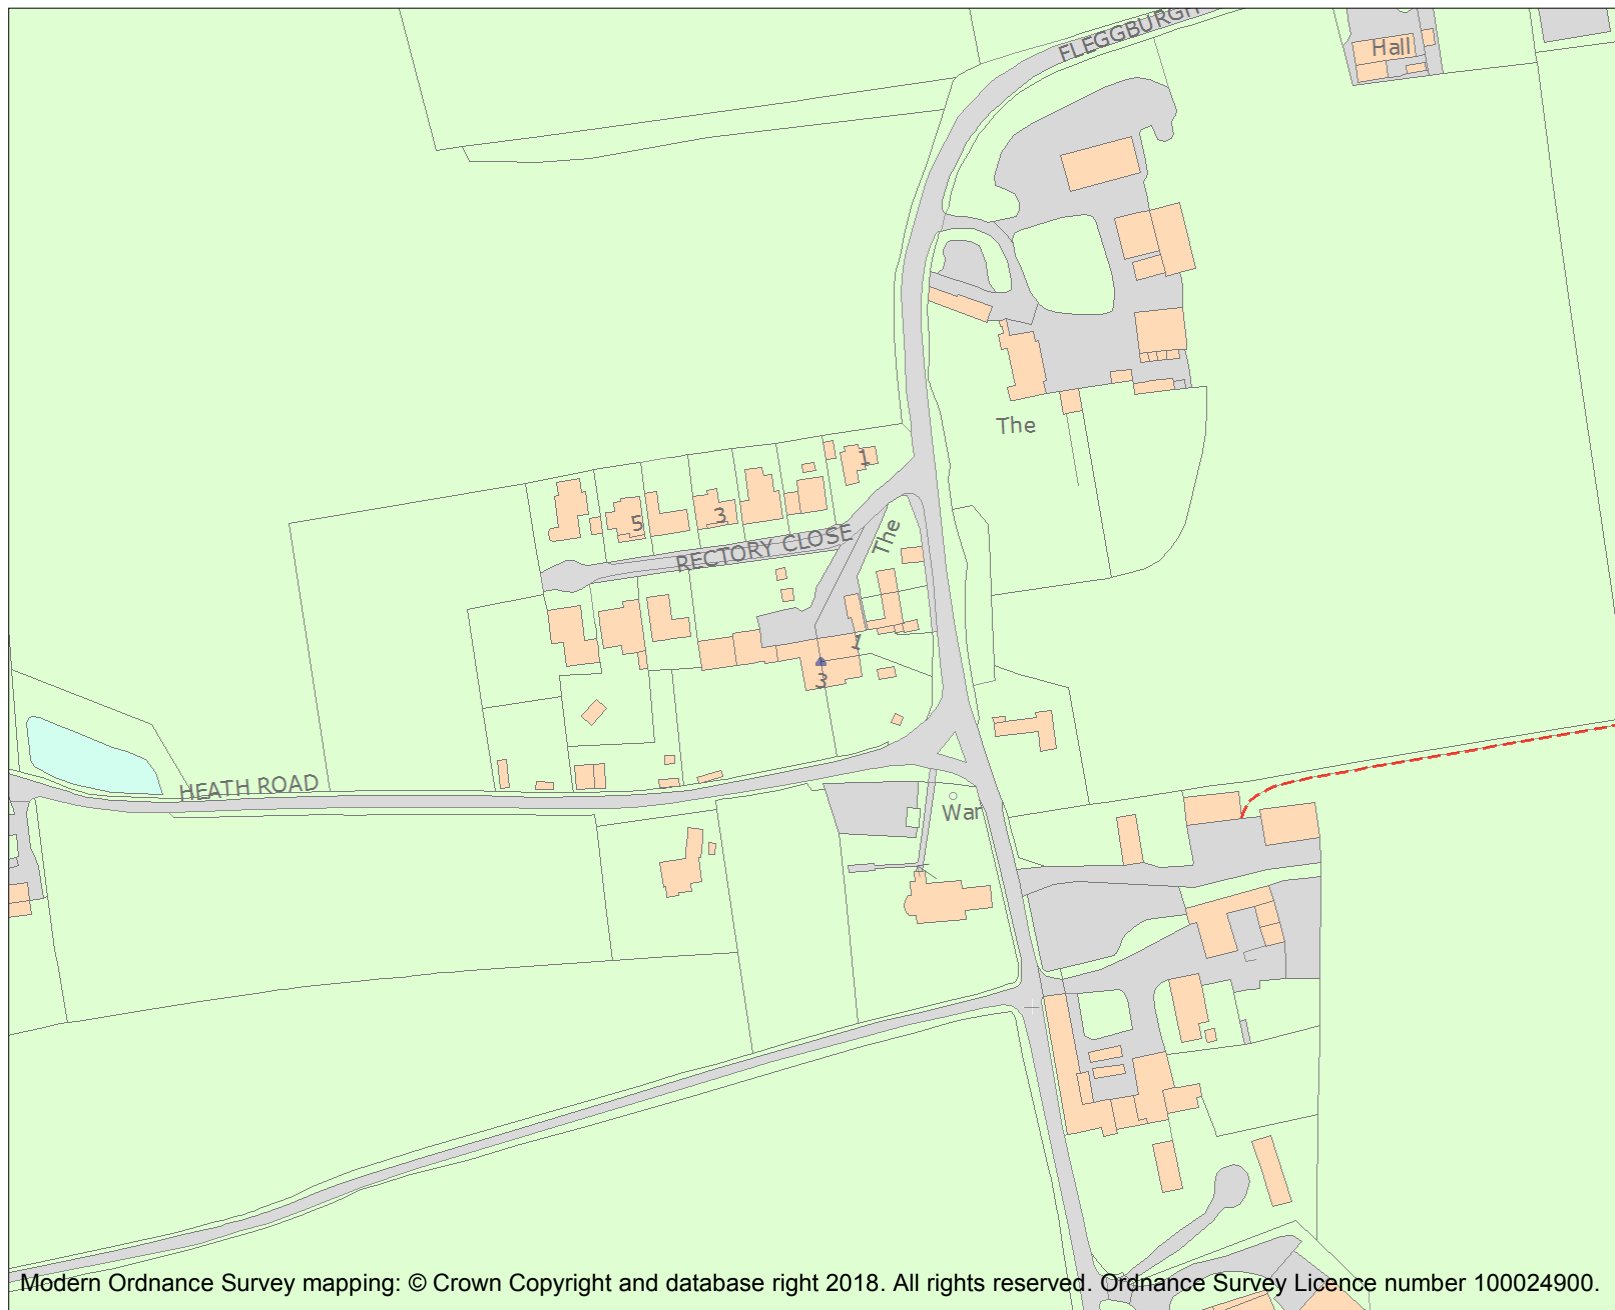 FLEGGBURGH
Hall
The
1
3
5
RECTORY CLOSE
The
1
3
HEATH ROAD
War
Modern Ordnance Survey mapping: © Crown Copyright and database right 2018. All rights reserved. Ordnance Survey Licence number 100024900.